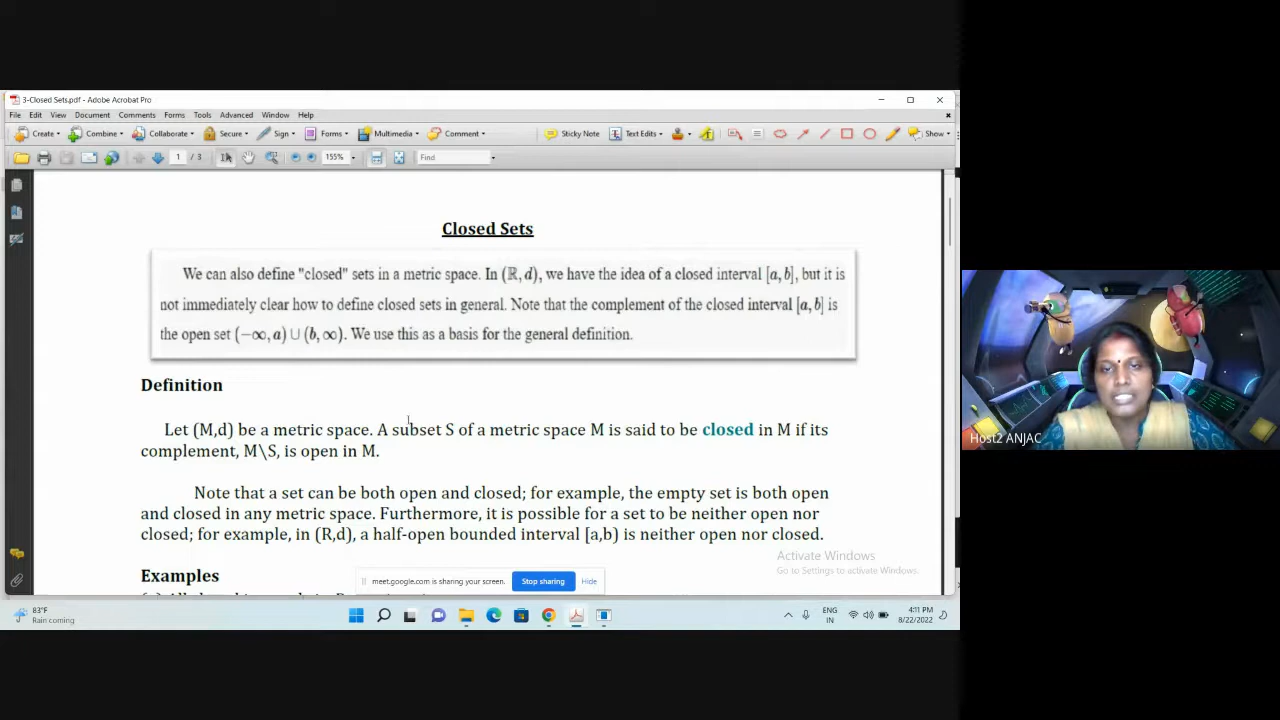 3-Closed Sets.pdf - Adobe Acrobat Pro
File Edit View Document Comments Forms Tools Advanced Window Help
Create Combine Collaborate Secure Sign Forms Multimedia Comment Sticky Note Text Edits Show
1 / 3 155% Find
Closed Sets
We can also define "closed" sets in a metric space. In (ℝ, d), we have the idea of a closed interval [a, b], but it is
not immediately clear how to define closed sets in general. Note that the complement of the closed interval [a, b] is
the open set (−∞, a) ∪ (b, ∞). We use this as a basis for the general definition.
Definition
Let (M,d) be a metric space. A subset S of a metric space M is said to be closed in M if its
complement, M\S, is open in M.
Note that a set can be both open and closed; for example, the empty set is both open
and closed in any metric space. Furthermore, it is possible for a set to be neither open nor
closed; for example, in (R,d), a half-open bounded interval [a,b) is neither open nor closed.
Activate Windows
Go to Settings to activate Windows.
Examples
meet.google.com is sharing your screen. Stop sharing Hide
83°F
Rain coming
ENG
IN
4:11 PM
8/22/2022
Host2 ANJAC